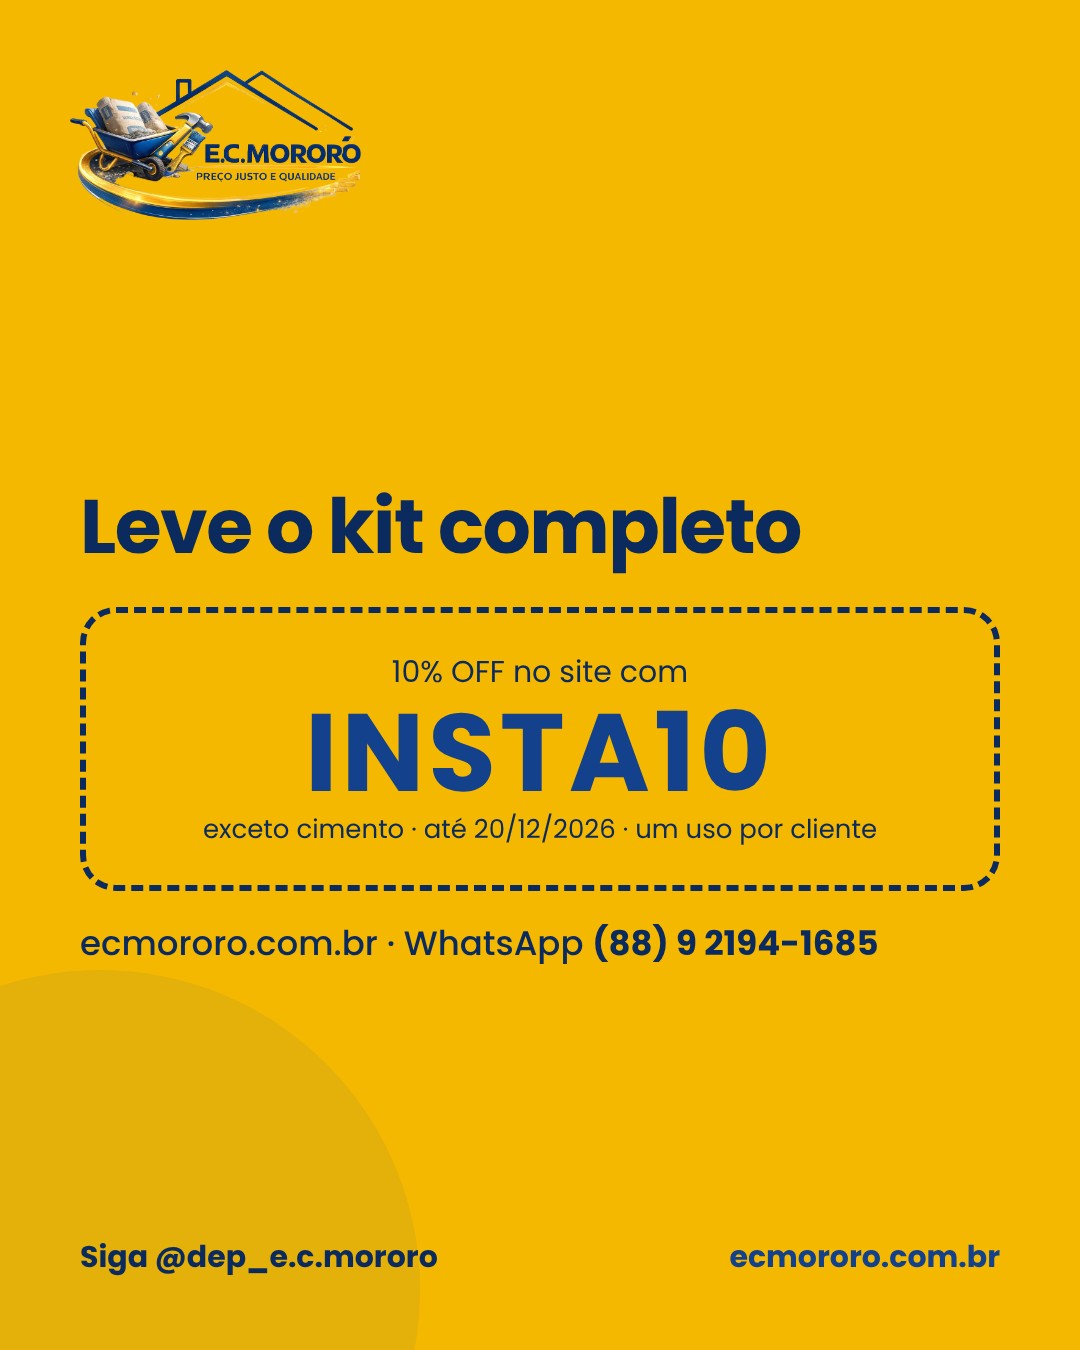 E.C.MORORÓ
PREÇO JUSTO E QUALIDADE
Leve o kit completo
10% OFF no site com
INSTA10
exceto cimento · até 20/12/2026 · um uso por cliente
ecmororo.com.br · WhatsApp (88) 9 2194-1685
Siga @dep_e.c.mororo
ecmororo.com.br